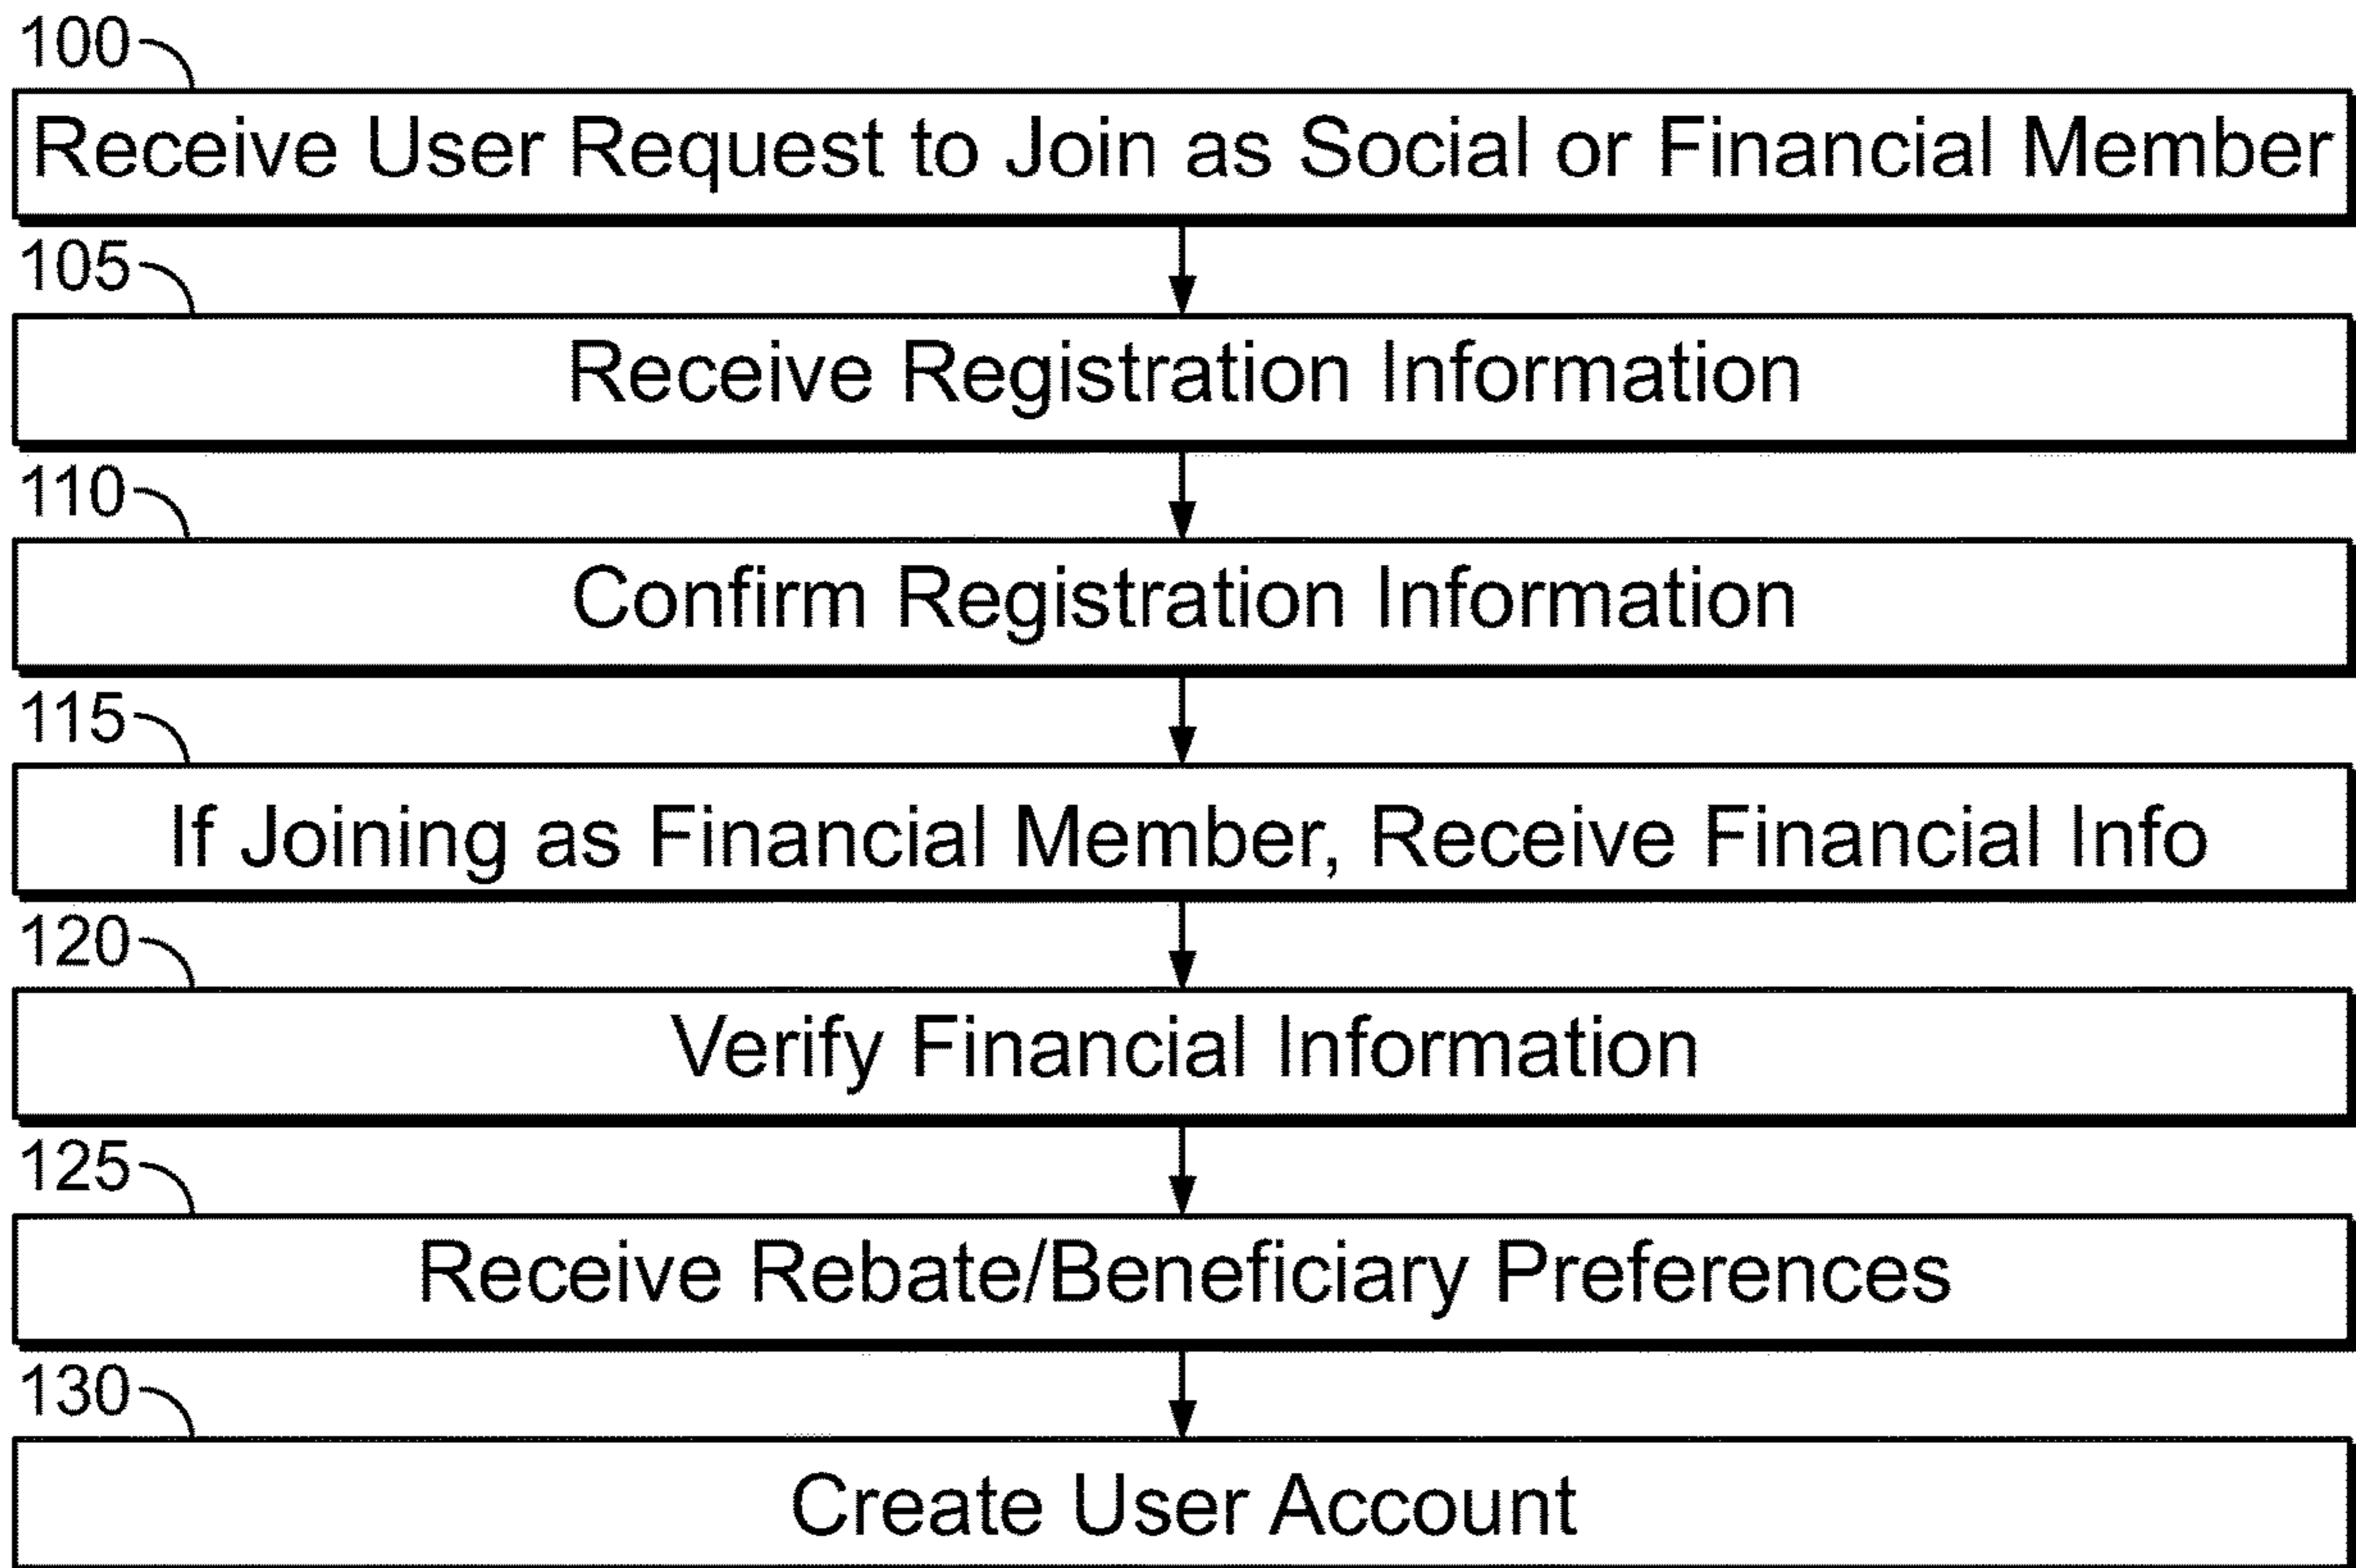 100
Receive User Request to Join as Social or Financial Member
105
Receive Registration Information
110
Confirm Registration Information
115
If Joining as Financial Member, Receive Financial Info
120
Verify Financial Information
125
Receive Rebate/Beneficiary Preferences
130
Create User Account